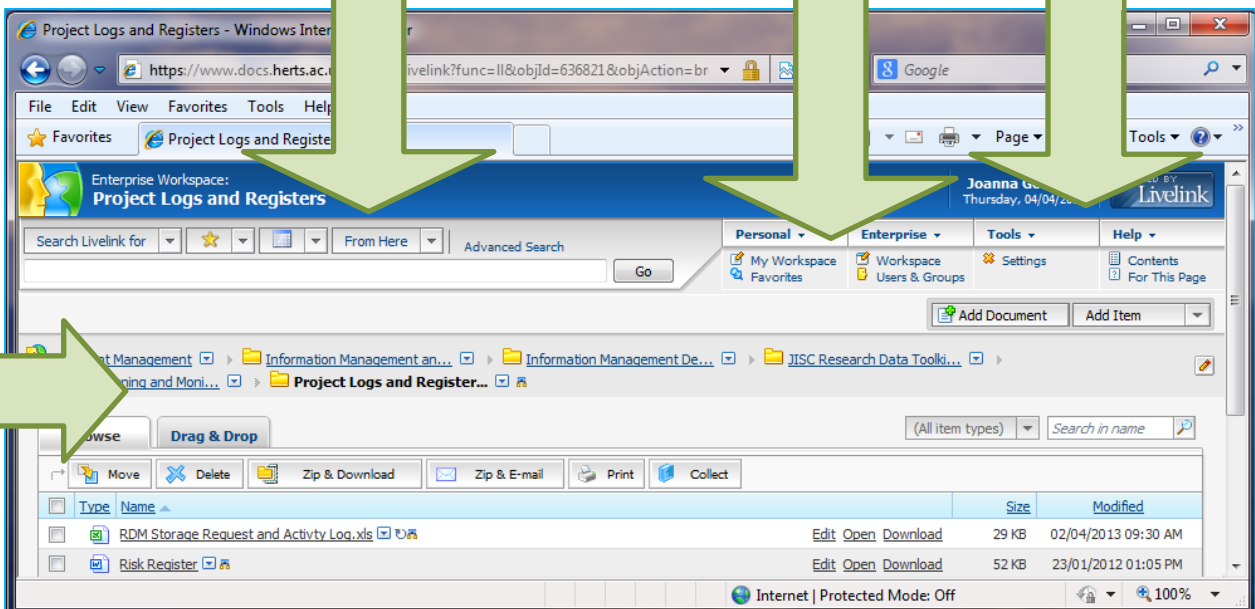 Project Logs and Registers - Windows Inter r
https://www.docs.herts.ac.u ivelink?func=ll&objId=636821&objAction=br Google
File Edit View Favorites Tools Help
Favorites Project Logs and Registe Page Tools
Enterprise Workspace:
Project Logs and Registers
Joanna G
Thursday, 04/04/ BY
Livelink
Search Livelink for From Here Advanced Search
Go
Personal Enterprise Tools Help
My Workspace Workspace Settings Contents
Favorites Users & Groups For This Page
Add Document Add Item
t Management Information Management an... Information Management De... JISC Research Data Toolki...
ning and Moni... Project Logs and Register...
owse Drag & Drop (All item types) Search in name
Move Delete Zip & Download Zip & E-mail Print Collect
Type Name Size Modified
RDM Storage Request and Activty Log.xls Edit Open Download 29 KB 02/04/2013 09:30 AM
Risk Register Edit Open Download 52 KB 23/01/2012 01:05 PM
Internet | Protected Mode: Off 100%